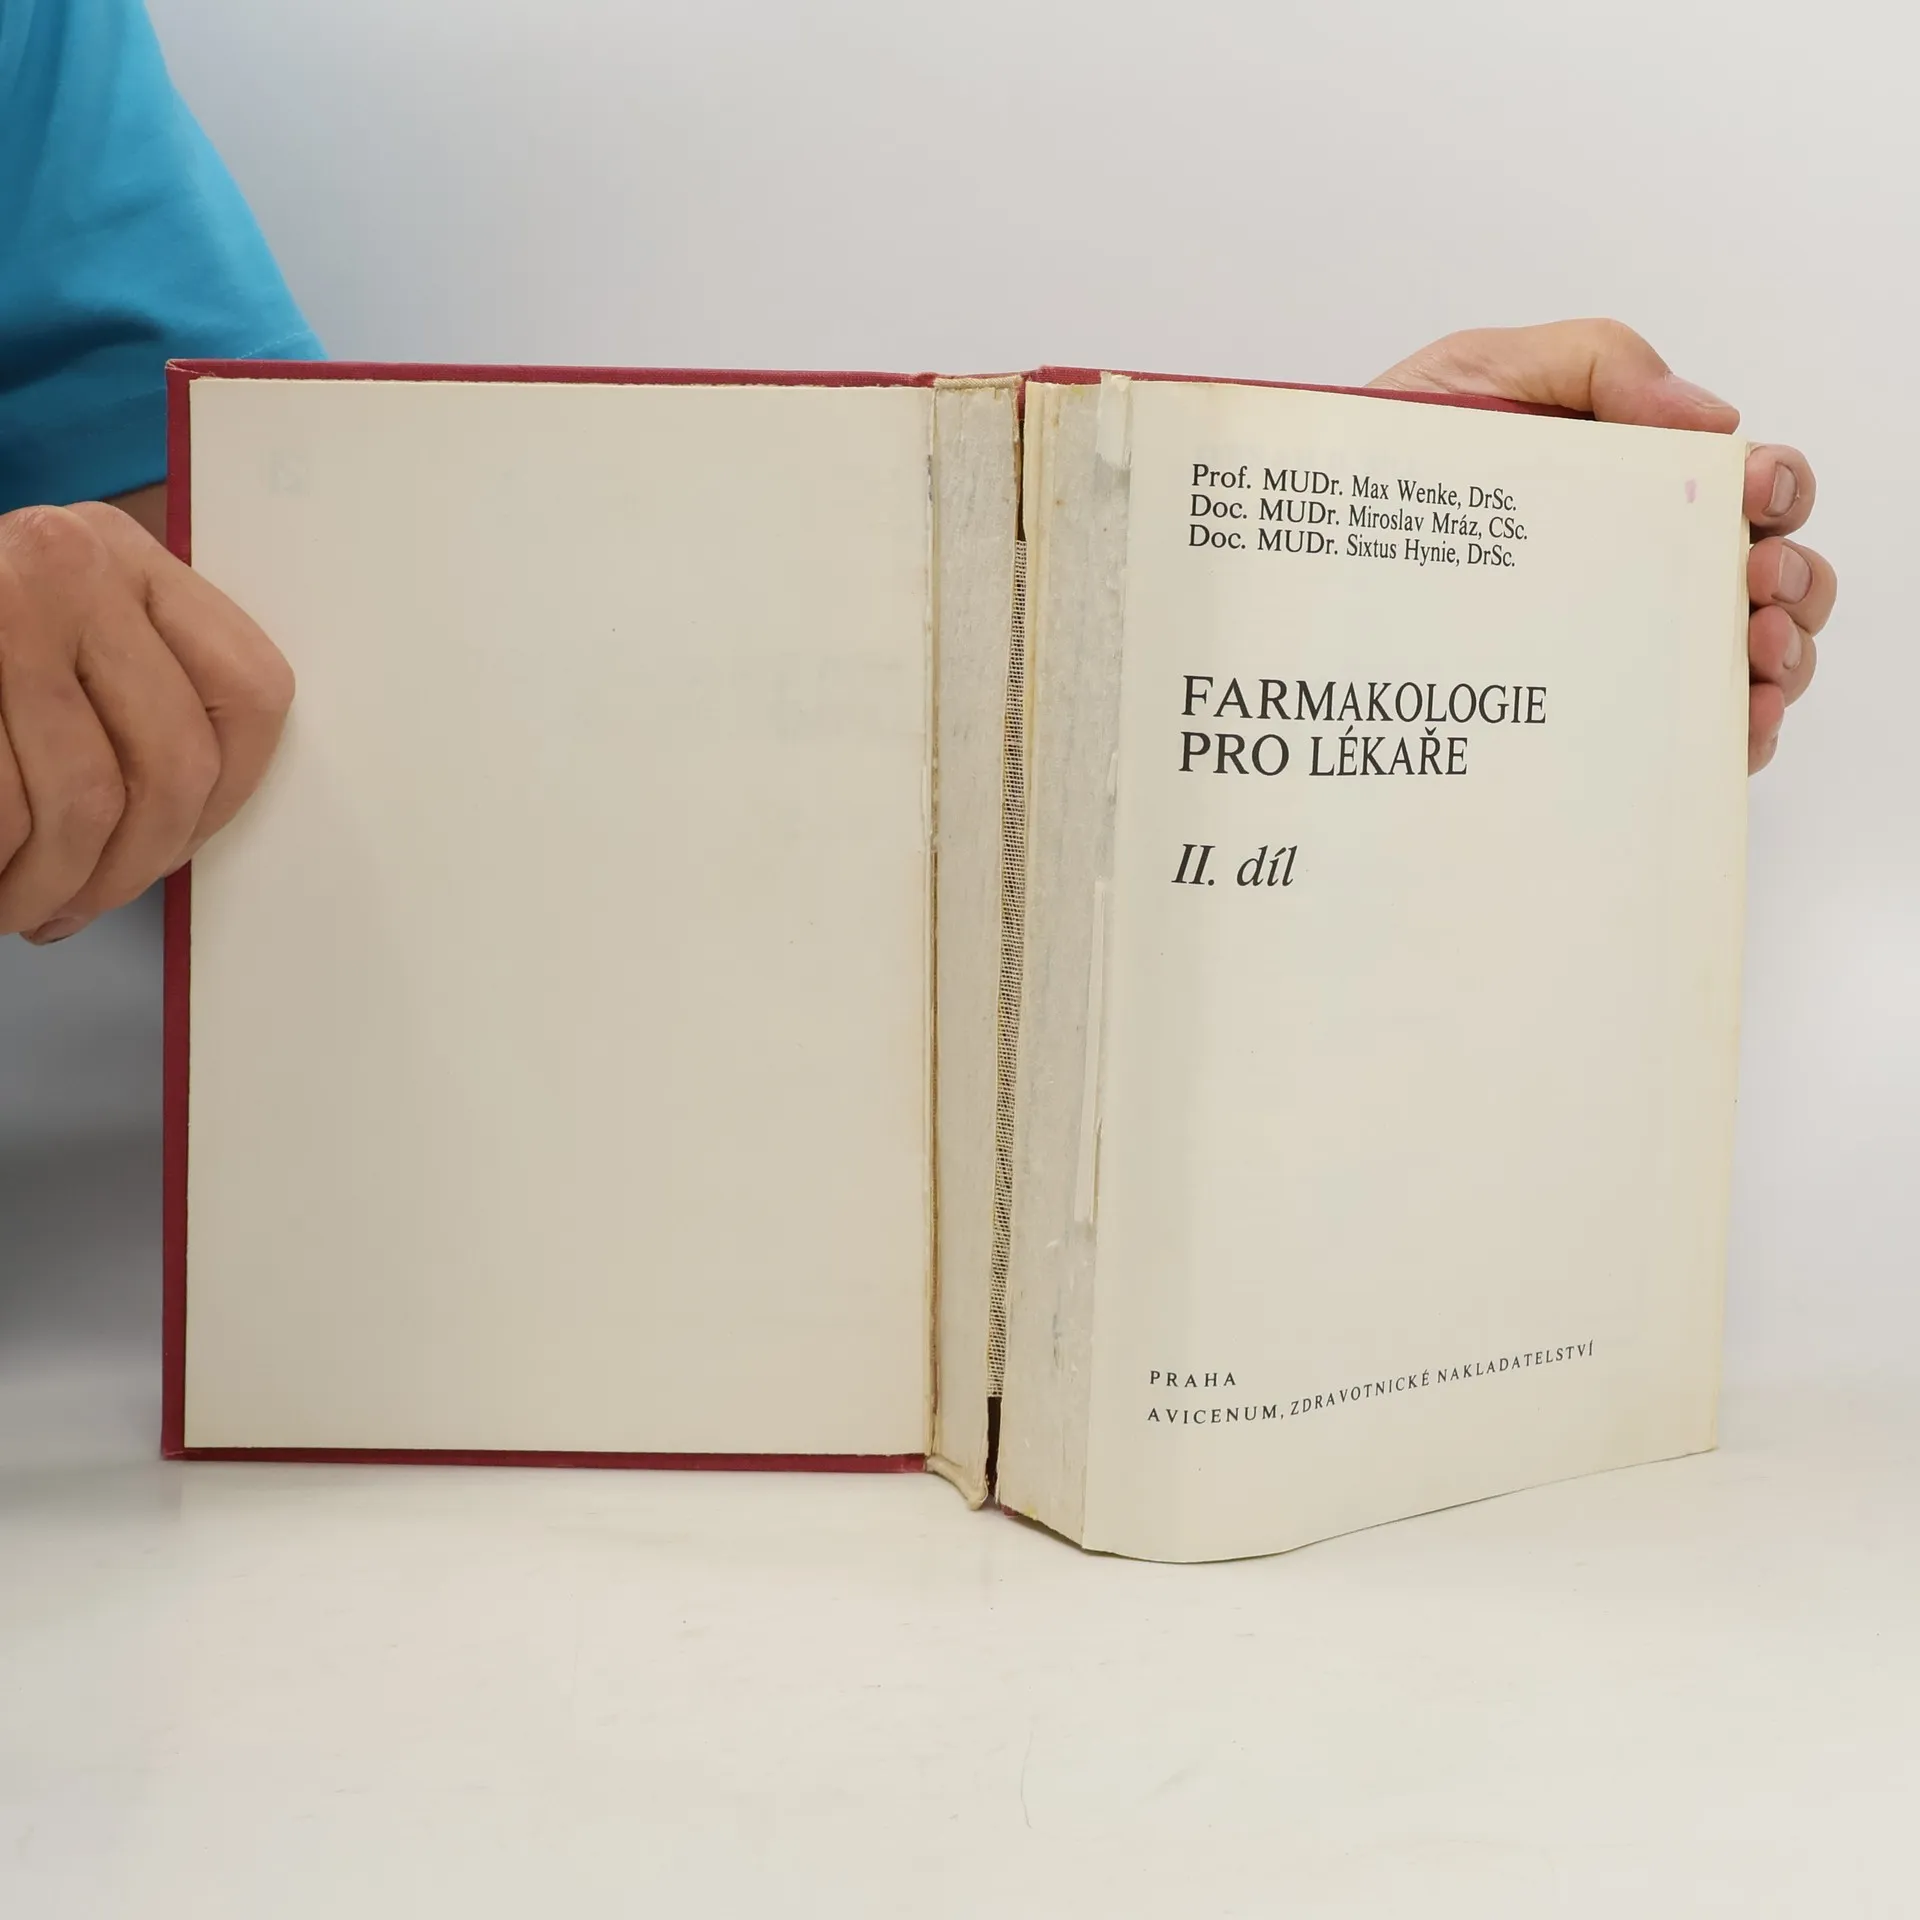 Prof. MUDr. Max Wenke, DrSc.
Doc. MUDr. Miroslav Mráz, CSc.
Doc. MUDr. Sixtus Hynie, DrSc.
FARMAKOLOGIE
PRO LÉKAŘE
II. díl
PRAHA
AVICENUM, ZDRAVOTNICKÉ NAKLADATELSTVÍ